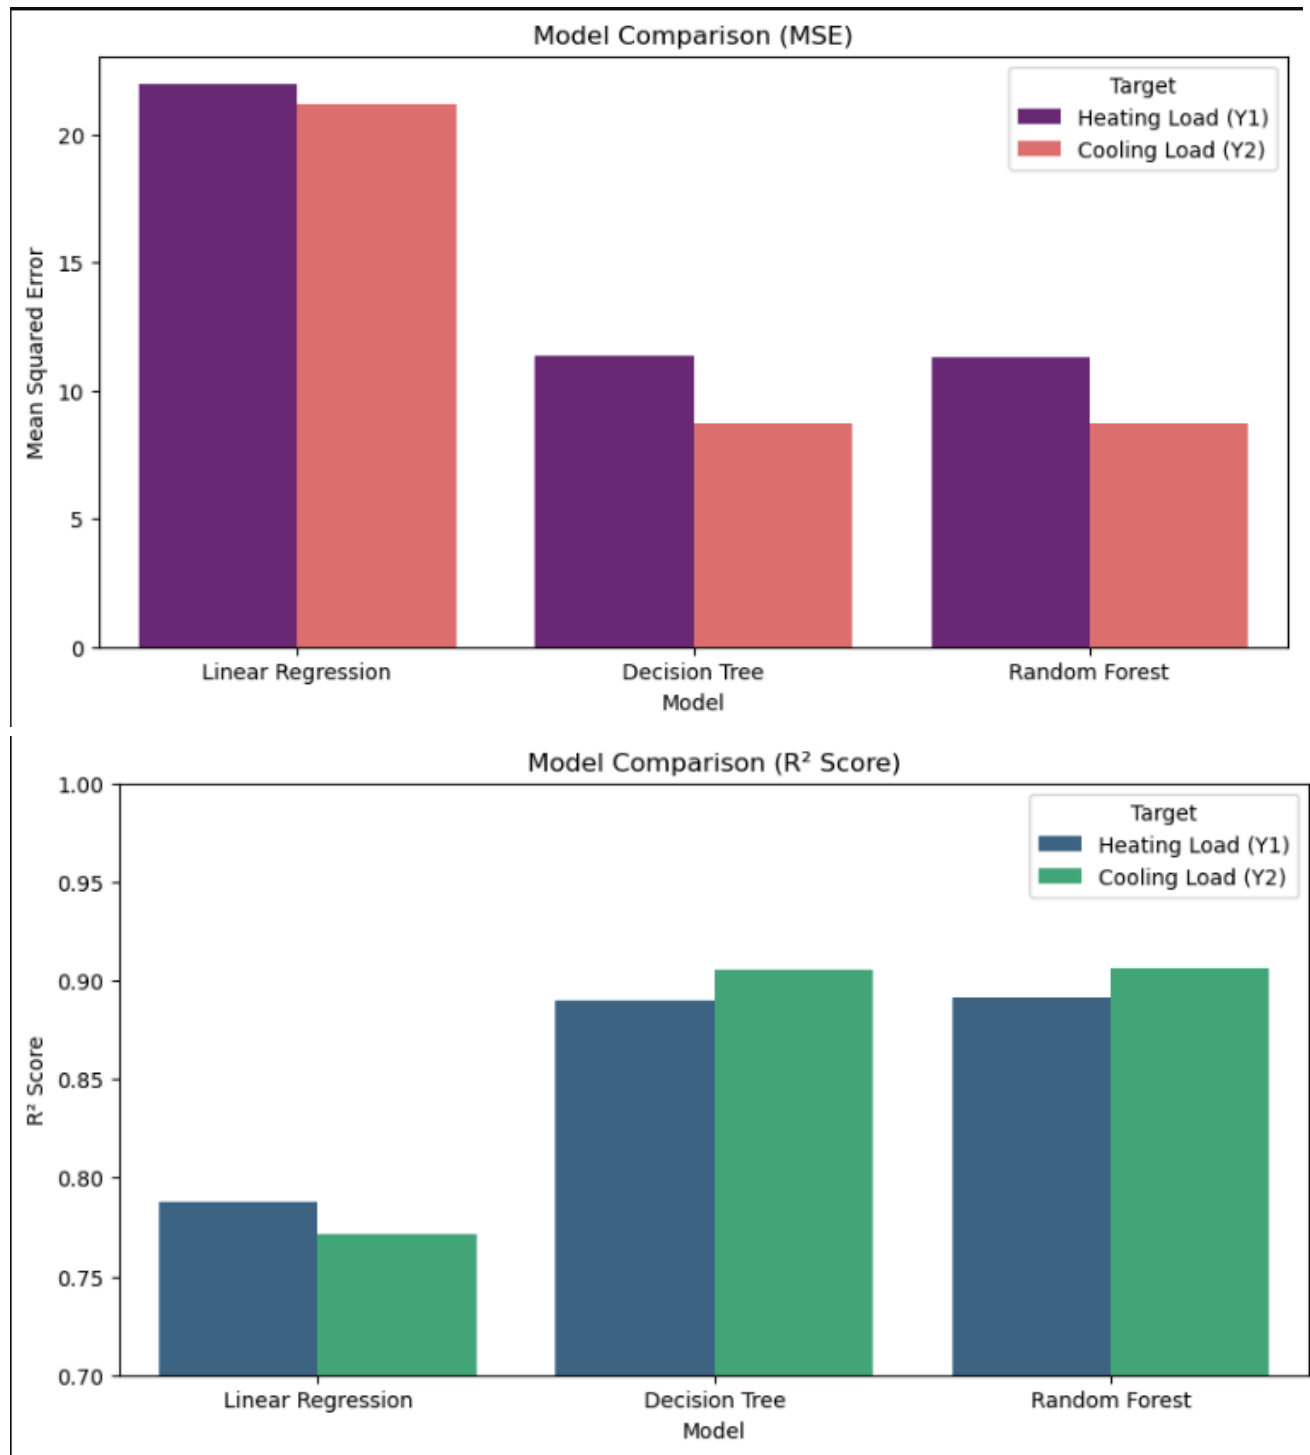 Model Comparison (MSE)
Target
Heating Load (Y1)
Cooling Load (Y2)
Mean Squared Error
20
15
10
5
0
Linear Regression Decision Tree Random Forest
Model
Model Comparison (R² Score)
Target
Heating Load (Y1)
Cooling Load (Y2)
R² Score
1.00
0.95
0.90
0.85
0.80
0.75
0.70
Linear Regression Decision Tree Random Forest
Model